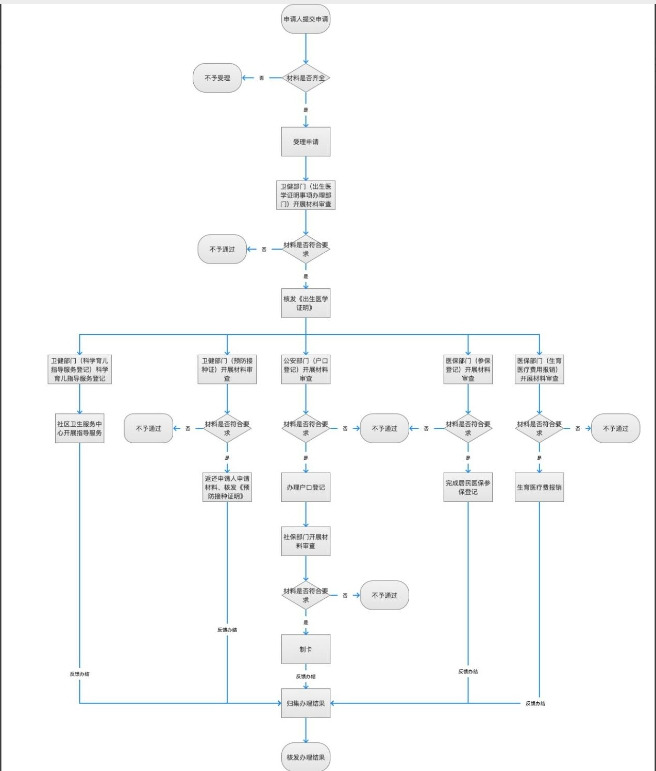 申请人提交申请
材料是否齐全
否
不予受理
是
受理申请
卫健部门（出生医
学证明事项办理部
门）开展材料审查
材料是否符合要
求
否
不予通过
是
核发《出生医学
证明》
卫健部门（科学育儿
指导服务登记）科学
育儿指导服务登记
卫健部门（预防接
种证）开展材料审
查
公安部门（户口
登记）开展材料
审查
医保部门（参保
登记）开展材料
审查
医保部门（生育
医疗费用报销）
开展材料审查
社区卫生服务中
心开展指导服务
不予通过
否
材料是否符合要
求
材料是否符合要
求
否
不予通过
否
材料是否符合要
求
材料是否符合要
求
否
不予通过
是
是
是
是
返还申请人申请
材料、核发《预
防接种证明》
办理户口登记
完成居民医保参
保登记
生育医疗费报销
社保部门开展材
料审查
材料是否符合要
求
否
不予通过
是
制卡
反馈办结
反馈办结
反馈办结
反馈办结
反馈办结
归集办理结果
核发办理结果